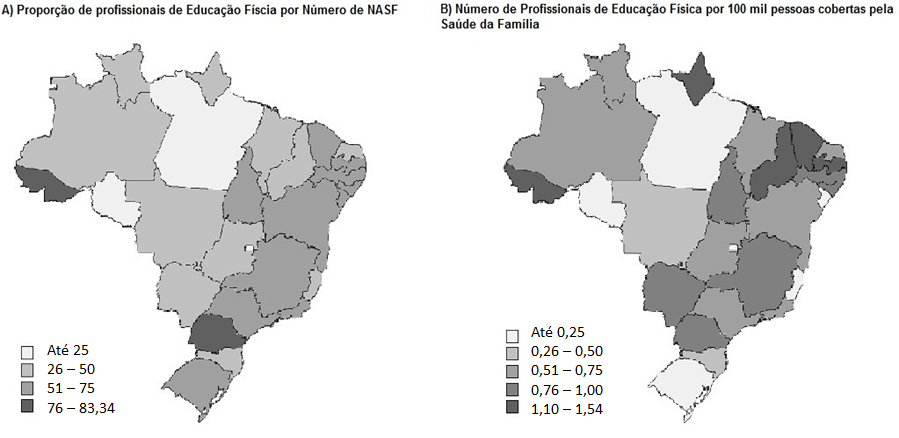 A) Proporção de profissionais de Educação Físcia por Número de NASF
Até 25
26 – 50
51 – 75
76 – 83,34
B) Número de Profissionais de Educação Física por 100 mil pessoas cobertas pela
Saúde da Família
Até 0,25
0,26 – 0,50
0,51 – 0,75
0,76 – 1,00
1,10 – 1,54